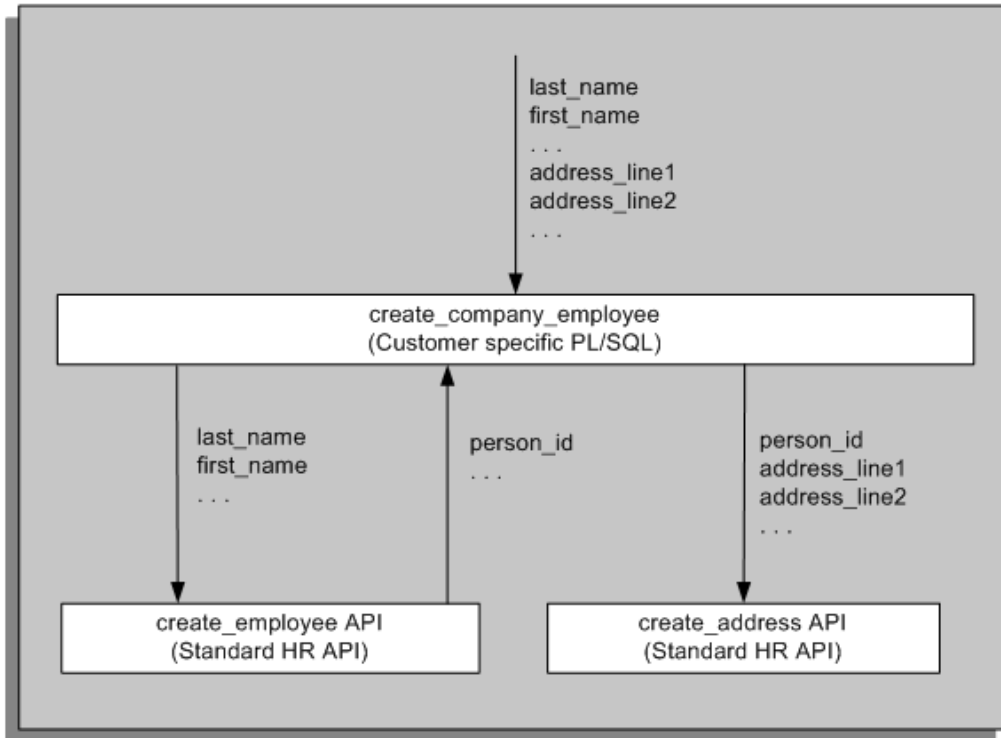 last_name
first_name
. . .
address_line1
address_line2
. . .
create_company_employee
(Customer specific PL/SQL)
last_name
first_name
. . .
person_id
. . .
person_id
address_line1
address_line2
. . .
create_employee API
(Standard HR API)
create_address API
(Standard HR API)